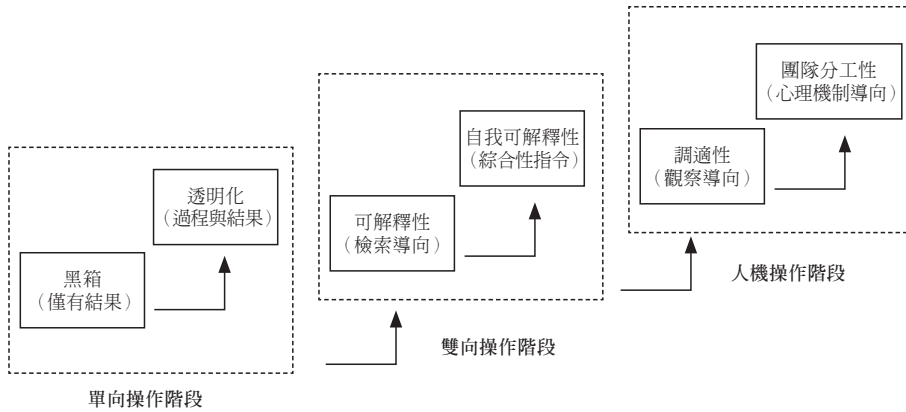 黑箱
(僅有結果)
透明化
(過程與結果)
單向操作階段
可解釋性
(檢索導向)
自我可解釋性
(綜合性指令)
雙向操作階段
調適性
(觀察導向)
團隊分工性
(心理機制導向)
人機操作階段